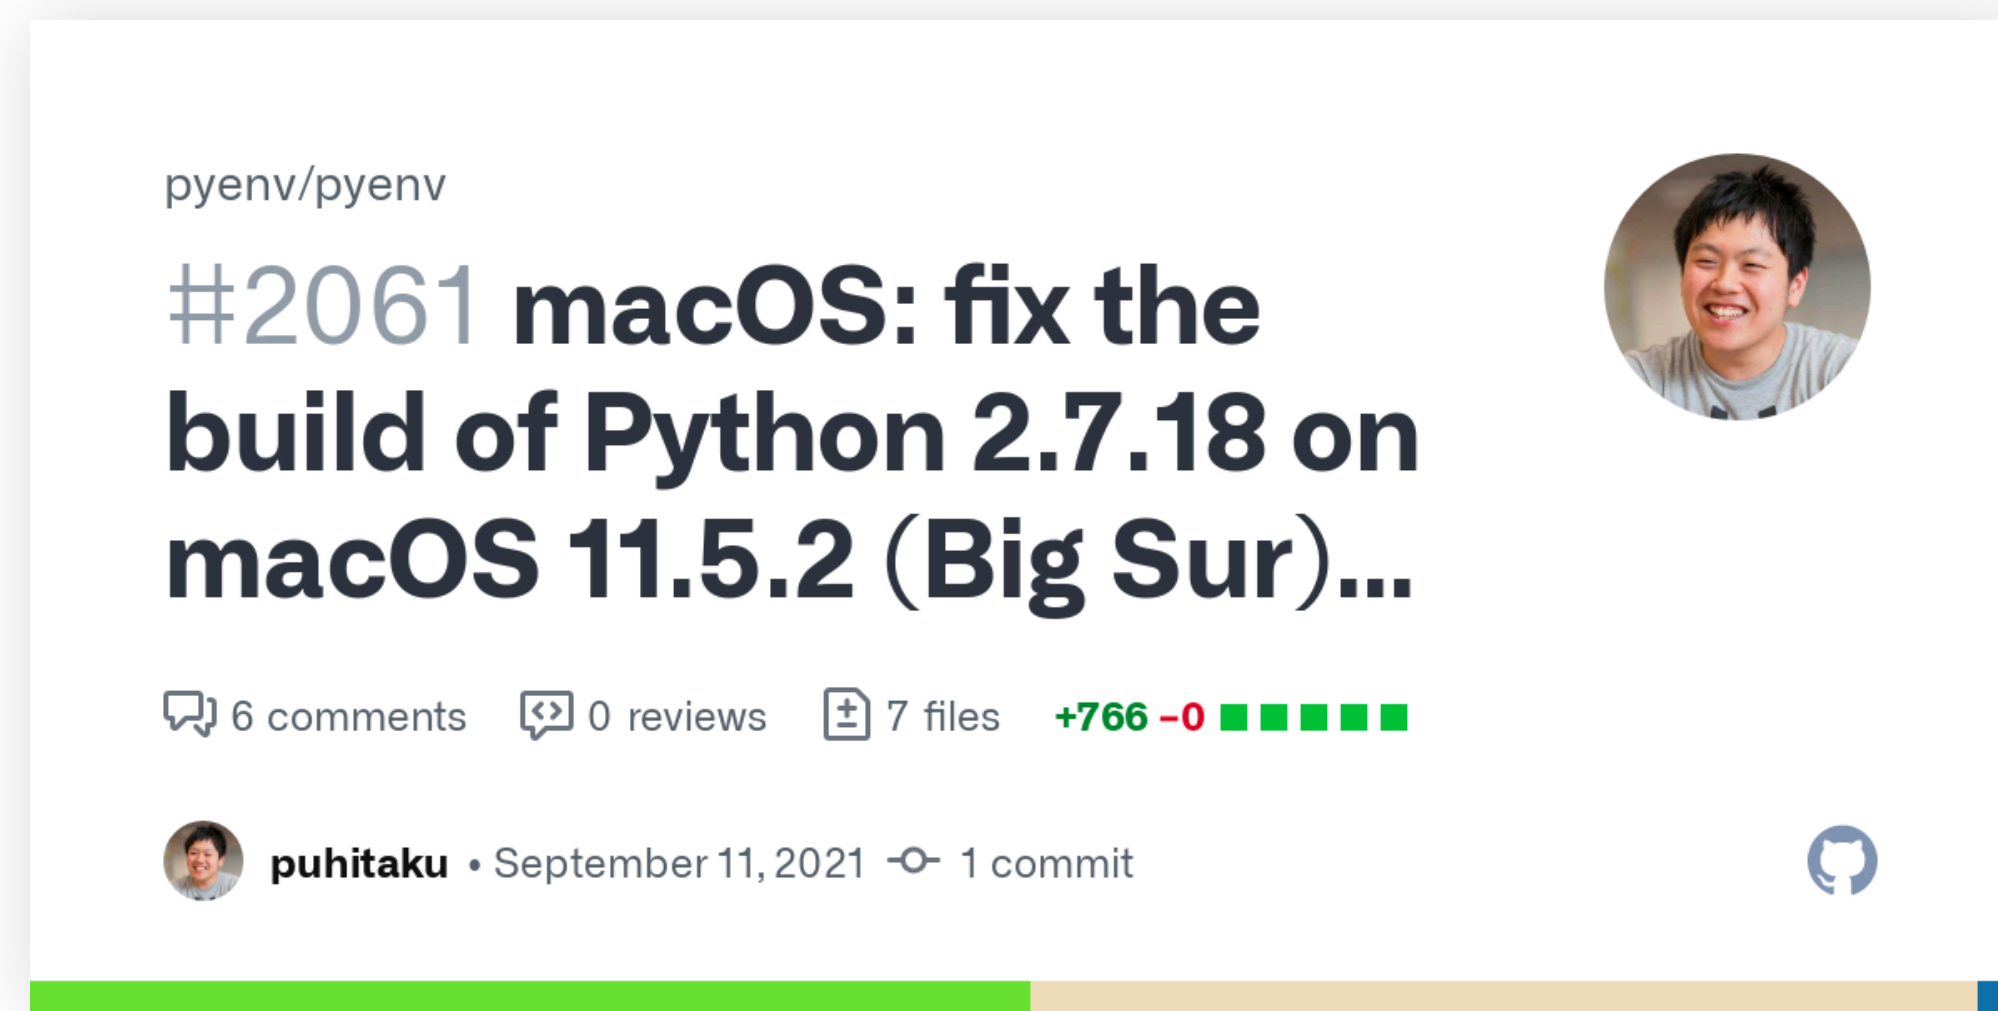 pyenv/pyenv
#2061 macOS: fix the
build of Python 2.7.18 on
macOS 11.5.2 (Big Sur)...
6 comments 0 reviews 7 files +766 −0
puhitaku • September 11, 2021 1 commit